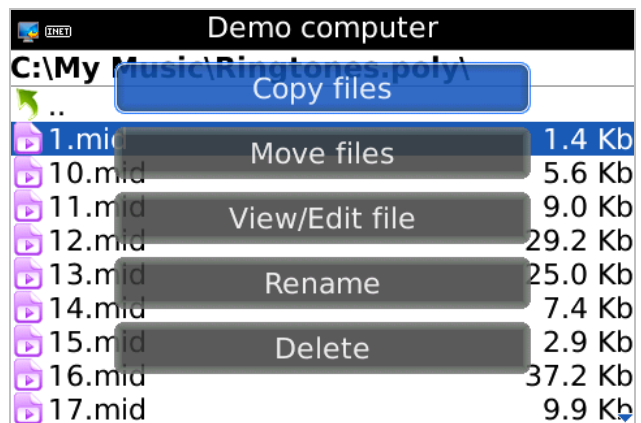 INET Demo computer
C:\My Music\Ringtones.poly\
Copy files
..
1.mid 1.4 Kb
Move files
10.mid 5.6 Kb
11.mid 9.0 Kb
View/Edit file
12.mid 29.2 Kb
13.mid 25.0 Kb
Rename
14.mid 7.4 Kb
15.mid 2.9 Kb
Delete
16.mid 37.2 Kb
17.mid 9.9 Kb